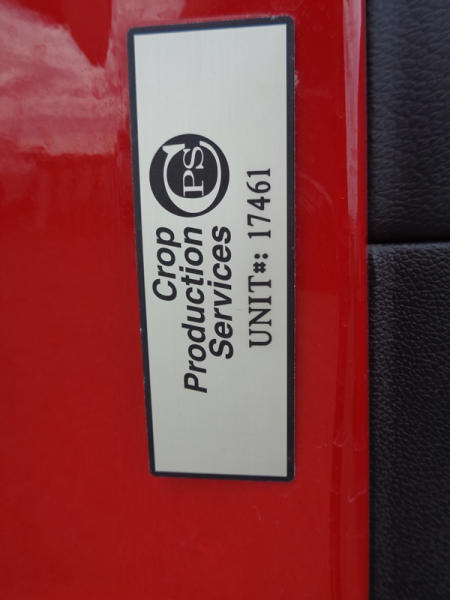 Crop
Production
Services
CPS
UNIT#: 17461